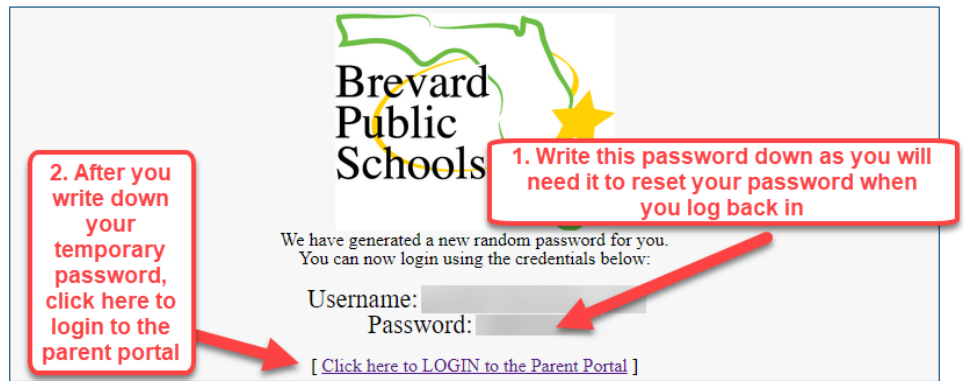 Brevard
Public
Schools
1. Write this password down as you will
need it to reset your password when
you log back in
2. After you
write down
your
temporary
password,
click here to
login to the
parent portal
We have generated a new random password for you.
You can now login using the credentials below:
Username:
Password:
[ Click here to LOGIN to the Parent Portal ]